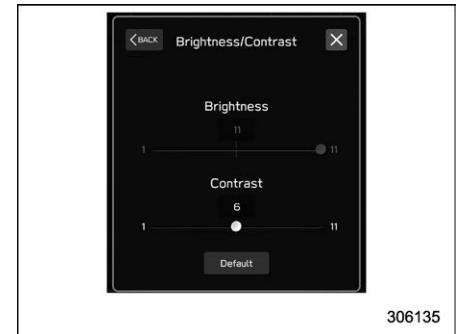 BACK Brightness/Contrast X
Brightness
11
1 11
Contrast
6
1 11
Default
306135